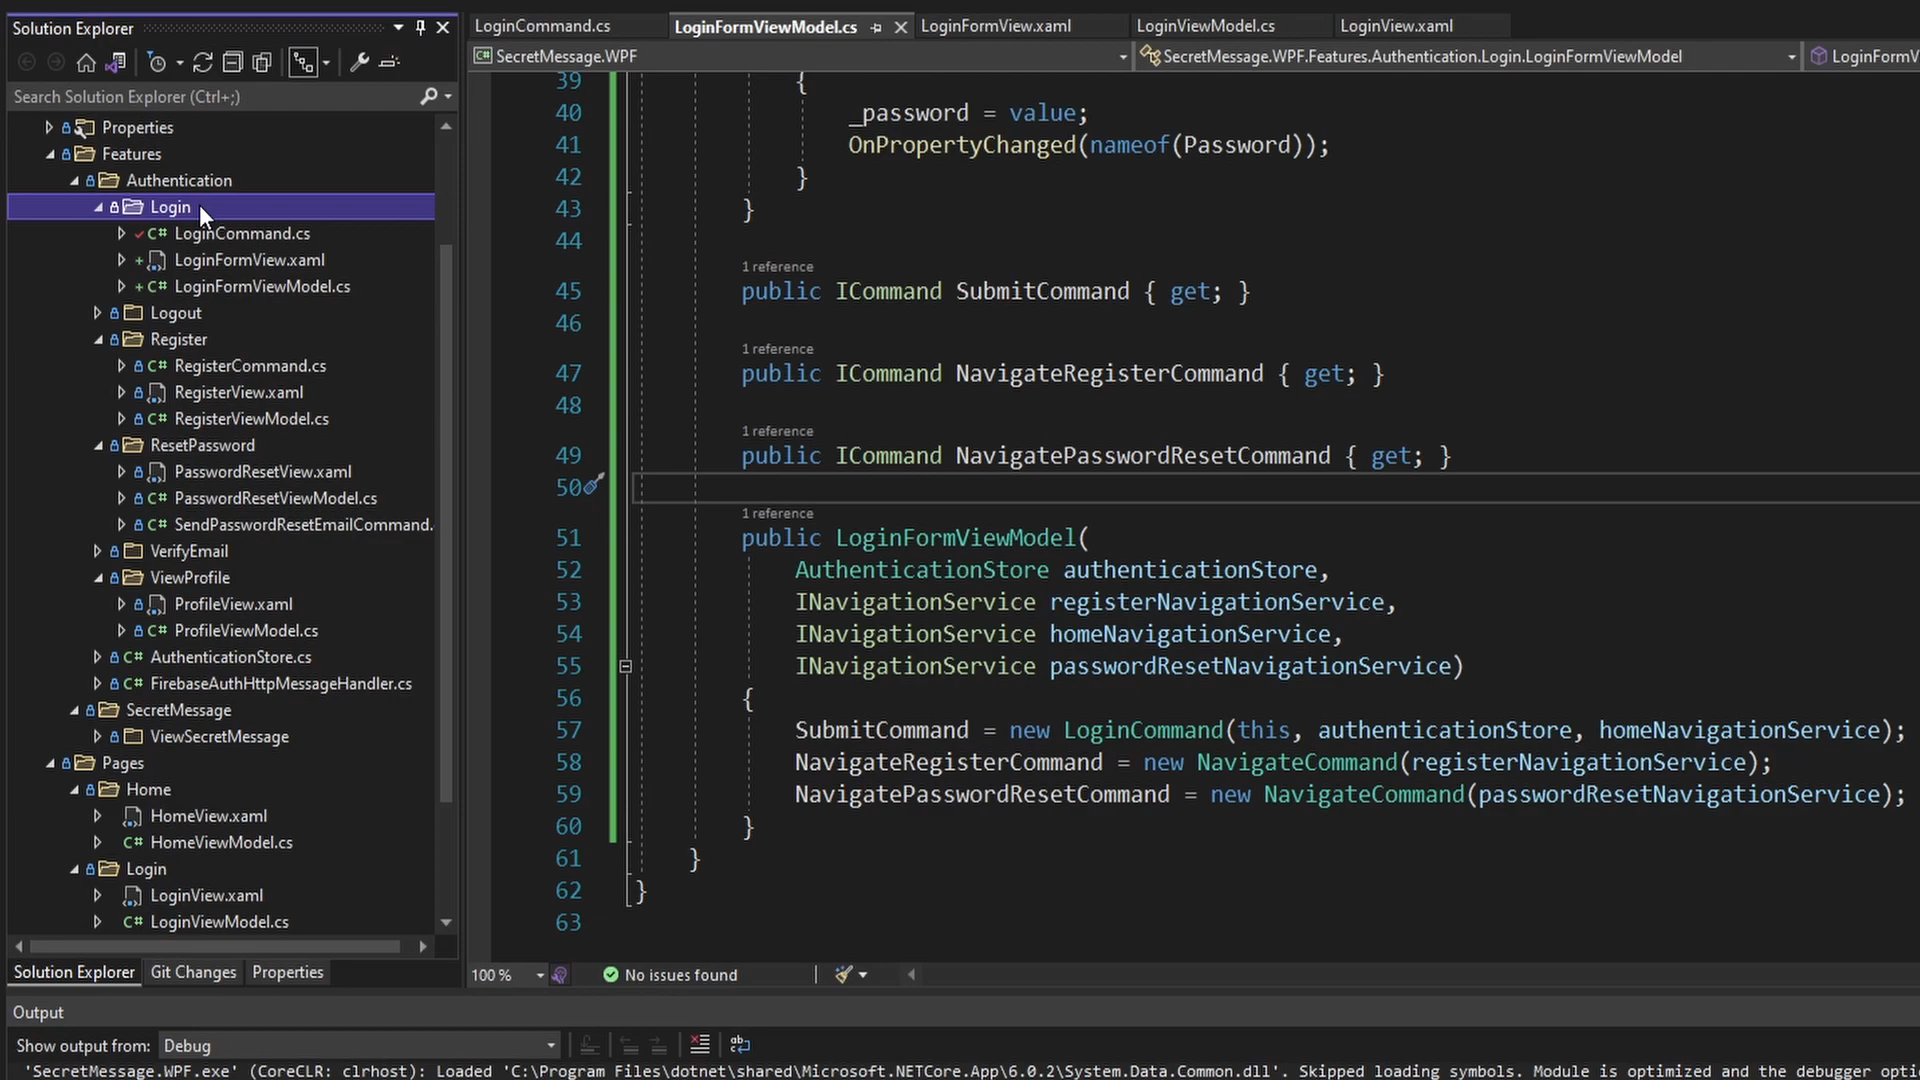 Solution Explorer
Search Solution Explorer (Ctrl+;)
Properties
Features
Authentication
Login
LoginCommand.cs
LoginFormView.xaml
LoginFormViewModel.cs
Logout
Register
RegisterCommand.cs
RegisterView.xaml
RegisterViewModel.cs
ResetPassword
PasswordResetView.xaml
PasswordResetViewModel.cs
SendPasswordResetEmailCommand.
VerifyEmail
ViewProfile
ProfileView.xaml
ProfileViewModel.cs
AuthenticationStore.cs
FirebaseAuthHttpMessageHandler.cs
SecretMessage
ViewSecretMessage
Pages
Home
HomeView.xaml
HomeViewModel.cs
Login
LoginView.xaml
LoginViewModel.cs
Solution Explorer Git Changes Properties
LoginCommand.cs LoginFormViewModel.cs LoginFormView.xaml LoginViewModel.cs LoginView.xaml
SecretMessage.WPF SecretMessage.WPF.Features.Authentication.Login.LoginFormViewModel LoginFormV
39 {
40 _password = value;
41 OnPropertyChanged(nameof(Password));
42 }
43 }
44
1 reference
45 public ICommand SubmitCommand { get; }
46
1 reference
47 public ICommand NavigateRegisterCommand { get; }
48
1 reference
49 public ICommand NavigatePasswordResetCommand { get; }
50
1 reference
51 public LoginFormViewModel(
52 AuthenticationStore authenticationStore,
53 INavigationService registerNavigationService,
54 INavigationService homeNavigationService,
55 INavigationService passwordResetNavigationService)
56 {
57 SubmitCommand = new LoginCommand(this, authenticationStore, homeNavigationService);
58 NavigateRegisterCommand = new NavigateCommand(registerNavigationService);
59 NavigatePasswordResetCommand = new NavigateCommand(passwordResetNavigationService);
60 }
61 }
62 }
63
100 % No issues found
Output
Show output from: Debug
'SecretMessage.WPF.exe' (CoreCLR: clrhost): Loaded 'C:\Program Files\dotnet\shared\Microsoft.NETCore.App\6.0.2\System.Data.Common.dll'. Skipped loading symbols. Module is optimized and the debugger opti